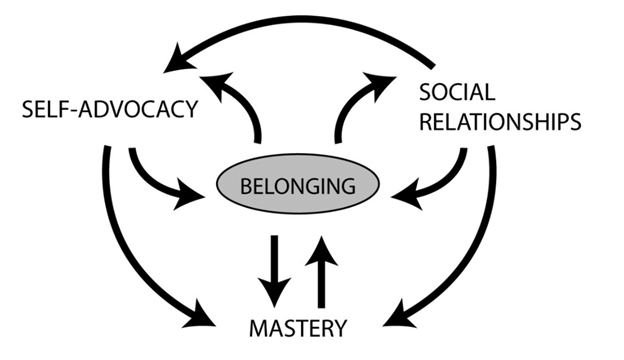 SELF-ADVOCACY
SOCIAL
RELATIONSHIPS
BELONGING
MASTERY